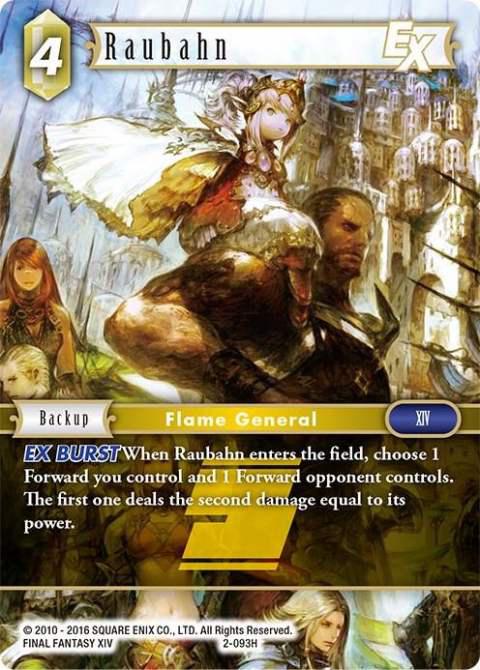 4
Raubahn
EX
Backup
Flame General
XIV
EX BURST When Raubahn enters the field, choose 1
Forward you control and 1 Forward opponent controls.
The first one deals the second damage equal to its
power.
© 2010 - 2016 SQUARE ENIX CO., LTD. All Rights Reserved.
FINAL FANTASY XIV
2-093H